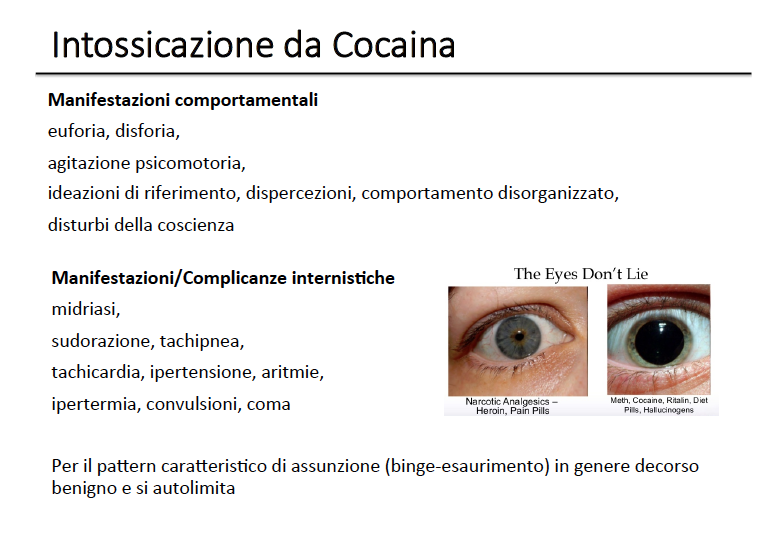 Intossicazione da Cocaina
Manifestazioni comportamentali
euforia, disforia,
agitazione psicomotoria,
ideazioni di riferimento, dispercezioni, comportamento disorganizzato,
disturbi della coscienza
Manifestazioni/Complicanze internistiche
midriasi,
sudorazione, tachipnea,
tachicardia, ipertensione, aritmie,
ipertermia, convulsioni, coma
The Eyes Don't Lie
Narcotic Analgesics –
Heroin, Pain Pills
Meth, Cocaine, Ritalin, Diet
Pills, Hallucinogens
Per il pattern caratteristico di assunzione (binge-esaurimento) in genere decorso
benigno e si autolimita